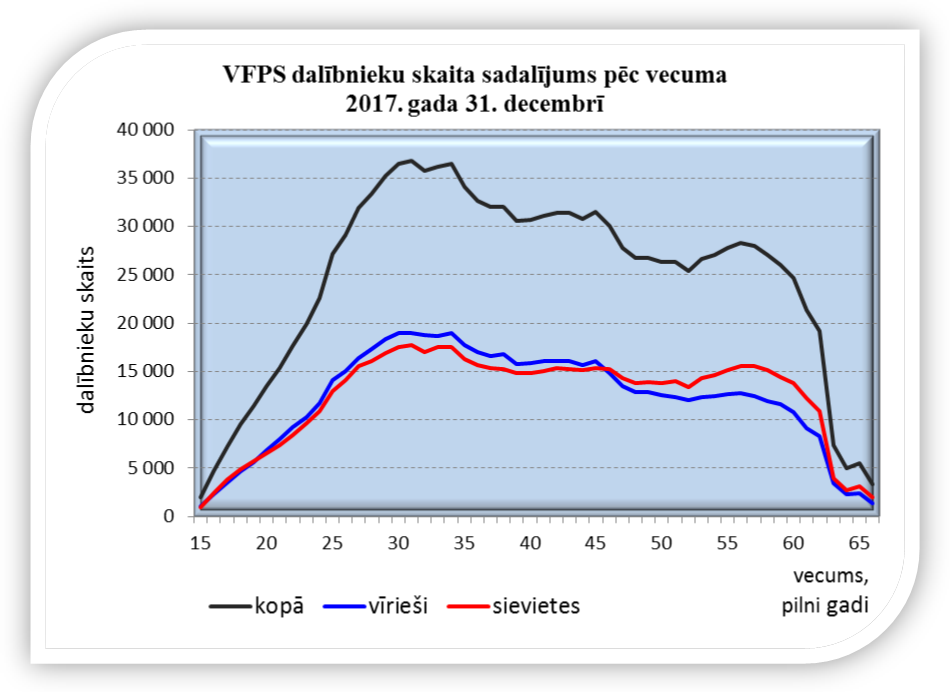 VFPS dalībnieku skaita sadalījums pēc vecuma
2017. gada 31. decembrī
dalībnieku skaits
40 000
35 000
30 000
25 000
20 000
15 000
10 000
5 000
0
15 20 25 30 35 40 45 50 55 60 65
vecums,
pilni gadi
kopā vīrieši sievietes